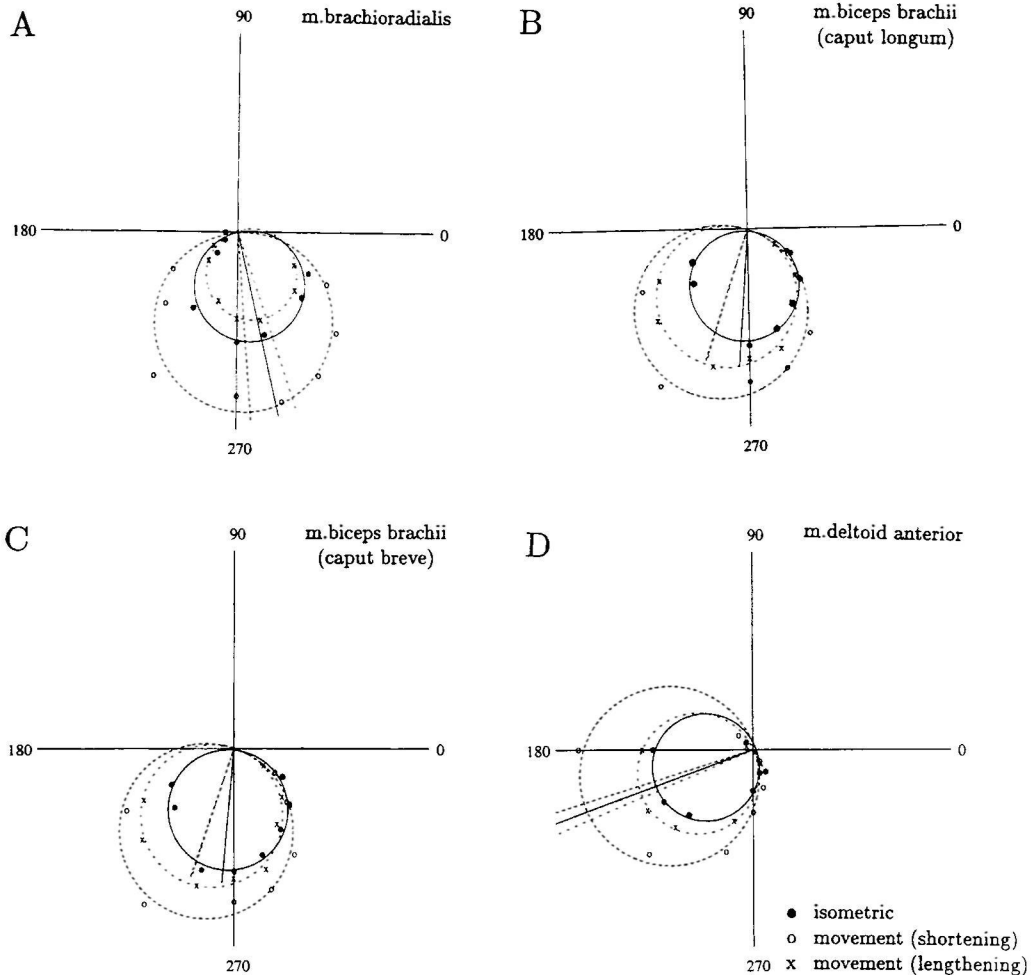 A
90
m.brachioradialis
180
0
270
B
90
m.biceps brachii
(caput longum)
180
0
270
C
90
m.biceps brachii
(caput breve)
180
0
270
D
90
m.deltoid anterior
180
0
270
● isometric
o movement (shortening)
x movement (lengthening)